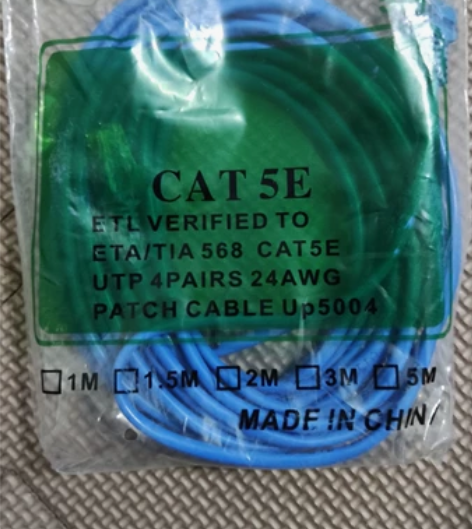 CAT 5E
ETL VERIFIED TO
ETA/TIA 568 CAT5E
UTP 4PAIRS 24AWG
PATCH CABLE Up5004
1M 1.5M 2M 3M 5M
MADE IN CHIN